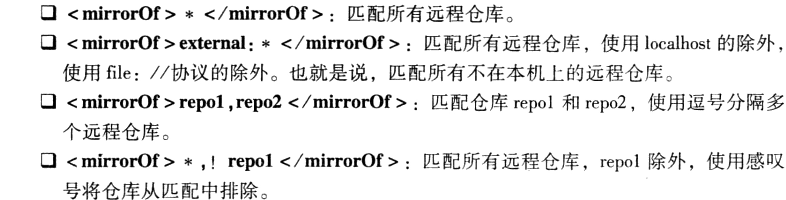 ❑ <mirrorOf> * </mirrorOf>：匹配所有远程仓库。
❑ <mirrorOf>external: * </mirrorOf>：匹配所有远程仓库，使用 localhost 的除外，
使用 file：//协议的除外。也就是说，匹配所有不在本机上的远程仓库。
❑ <mirrorOf>repo1,repo2</mirrorOf>：匹配仓库 repo1 和 repo2，使用逗号分隔多
个远程仓库。
❑ <mirrorOf> * ,! repo1</mirrorOf>：匹配所有远程仓库，repo1 除外，使用感叹
号将仓库从匹配中排除。